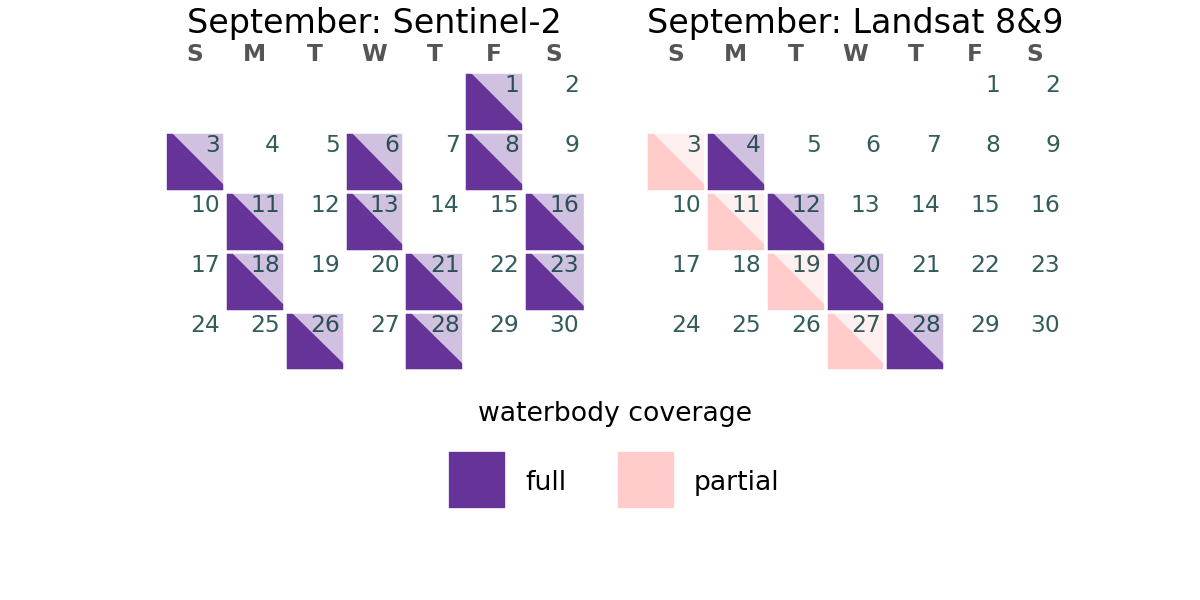 September: Sentinel-2
S M T W T F S
1 2
3 4 5 6 7 8 9
10 11 12 13 14 15 16
17 18 19 20 21 22 23
24 25 26 27 28 29 30
September: Landsat 8&9
S M T W T F S
1 2
3 4 5 6 7 8 9
10 11 12 13 14 15 16
17 18 19 20 21 22 23
24 25 26 27 28 29 30
waterbody coverage
full
partial